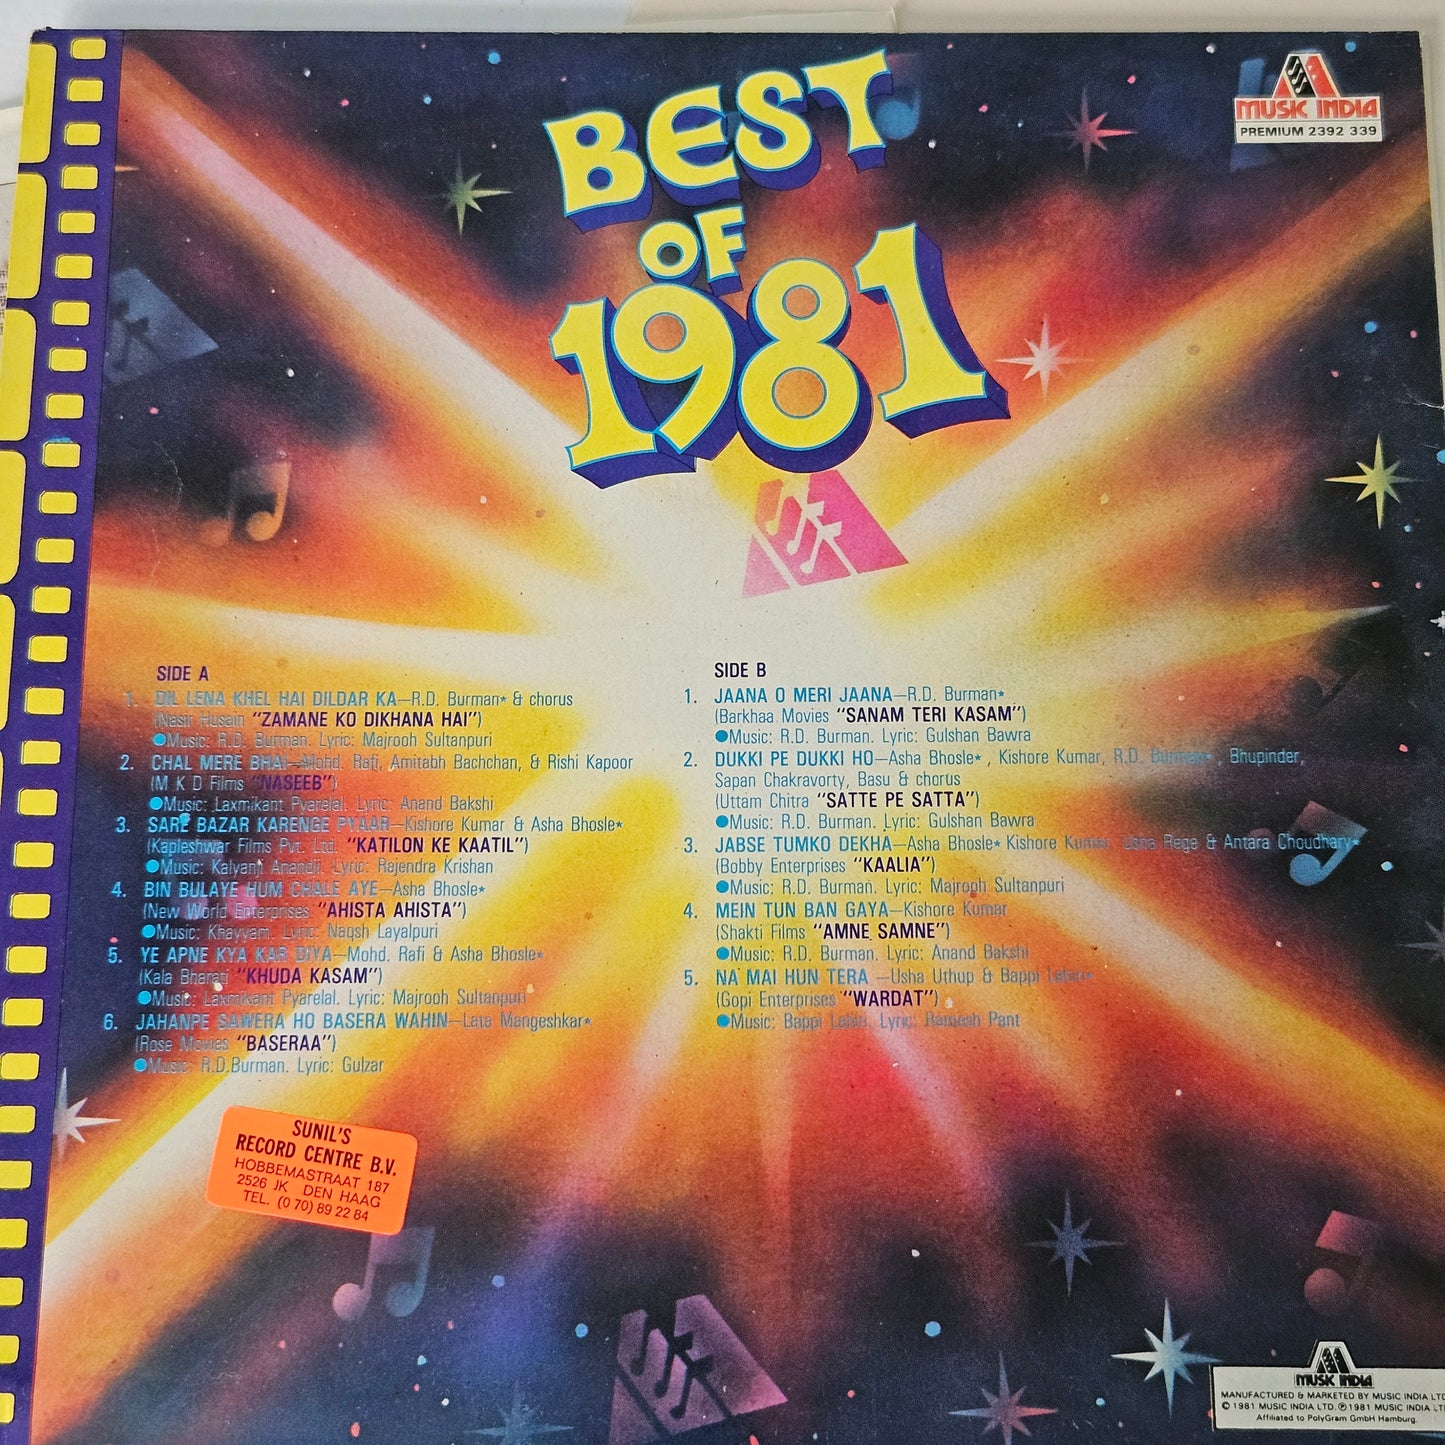 BEST
OF
1981
MUSIC INDIA
PREMIUM 2392 339
SIDE A
1. DIL LENA KHEL HAI DILDAR KA—R.D. Burman* & chorus
(Nasir Husain "ZAMANE KO DIKHANA HAI")
●Music: R.D. Burman. Lyric: Majrooh Sultanpuri
2. CHAL MERE BHAI—Mohd. Rafi, Amitabh Bachchan, & Rishi Kapoor
(M K D Films "NASEEB")
●Music: Laxmikant Pyarelal. Lyric: Anand Bakshi
3. SARE BAZAR KARENGE PYAAR—Kishore Kumar & Asha Bhosle*
(Kapleshwar Films Pvt. Ltd. "KATILON KE KAATIL")
●Music: Kalyanji Anandji. Lyric: Rajendra Krishan
4. BIN BULAYE HUM CHALE AYE—Asha Bhosle*
(New World Enterprises "AHISTA AHISTA")
●Music: Khayyam. Lyric: Naqsh Layalpuri
5. YE APNE KYA KAR DIYA—Mohd. Rafi & Asha Bhosle*
(Kala Bharati "KHUDA KASAM")
●Music: Laxmikant Pyarelal. Lyric: Majrooh Sultanpuri
6. JAHANPE SAWERA HO BASERA WAHIN—Lata Mangeshkar*
(Rose Movies "BASERAA")
●Music: R.D.Burman. Lyric: Gulzar
SIDE B
1. JAANA O MERI JAANA—R.D. Burman*
(Barkhaa Movies "SANAM TERI KASAM")
●Music: R.D. Burman. Lyric: Gulshan Bawra
2. DUKKI PE DUKKI HO—Asha Bhosle*, Kishore Kumar, R.D. Burman*, Bhupinder,
Sapan Chakravorty, Basu & chorus
(Uttam Chitra "SATTE PE SATTA")
●Music: R.D. Burman. Lyric: Gulshan Bawra
3. JABSE TUMKO DEKHA—Asha Bhosle* Kishore Kumar, Usha Rege & Antara Choudhary*
(Bobby Enterprises "KAALIA")
●Music: R.D. Burman. Lyric: Majrooh Sultanpuri
4. MEIN TUN BAN GAYA—Kishore Kumar
(Shakti Films "AMNE SAMNE")
●Music: R.D. Burman. Lyric: Anand Bakshi
5. NA MAI HUN TERA —Usha Uthup & Bappi Lahiri*
(Gopi Enterprises "WARDAT")
●Music: Bappi Lahiri. Lyric: Ramesh Pant
SUNIL'S
RECORD CENTRE B.V.
HOBBEMASTRAAT 187
2526 JK DEN HAAG
TEL. (0 70) 89 22 84
MUSIC INDIA
MANUFACTURED & MARKETED BY MUSIC INDIA LTD
© 1981 MUSIC INDIA LTD. ℗ 1981 MUSIC INDIA LT
Affiliated to PolyGram GmbH Hamburg.